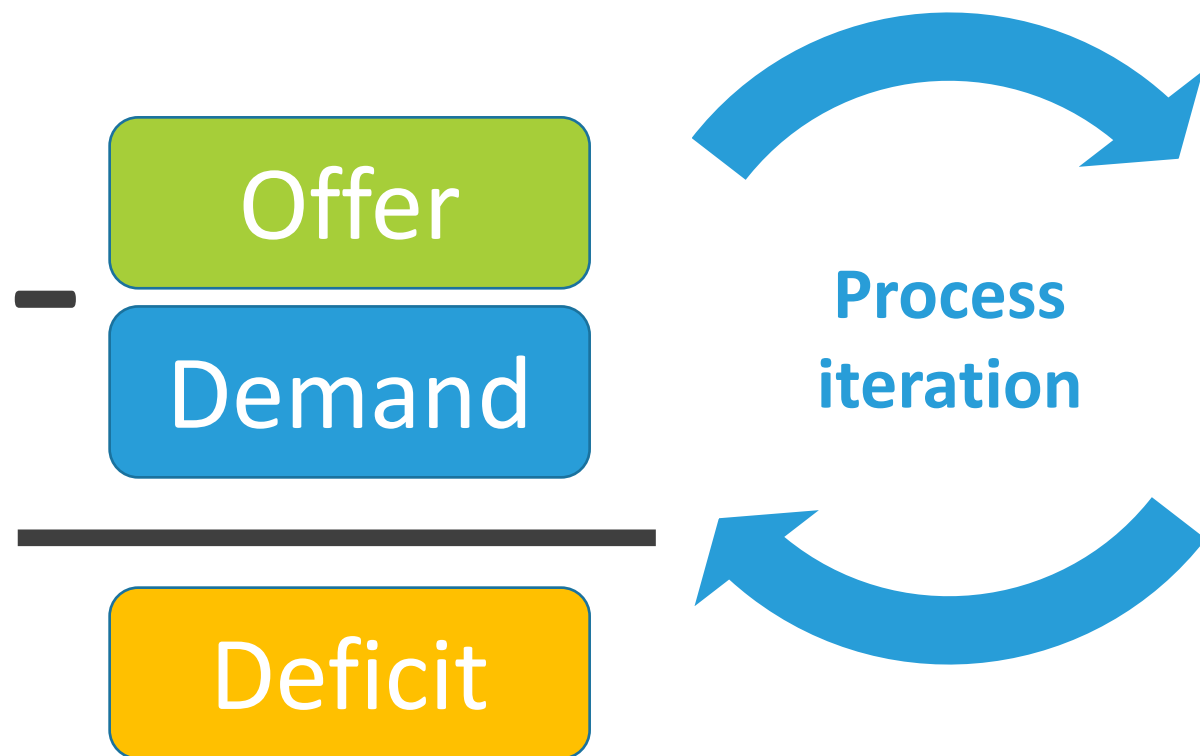 Offer
Demand
Deficit
Process
iteration